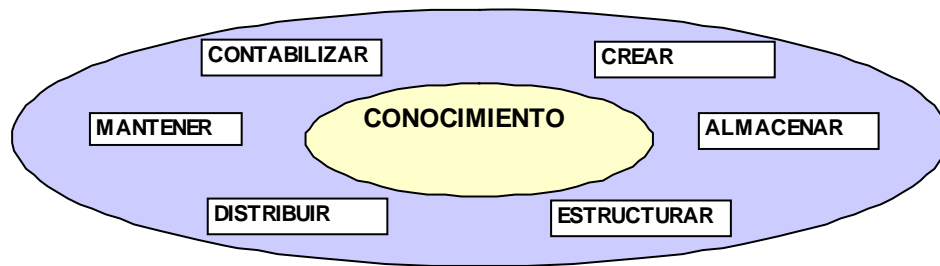 CONTABILIZAR
CREAR
CONOCIMIENTO
MANTENER
ALMACENAR
DISTRIBUIR
ESTRUCTURAR